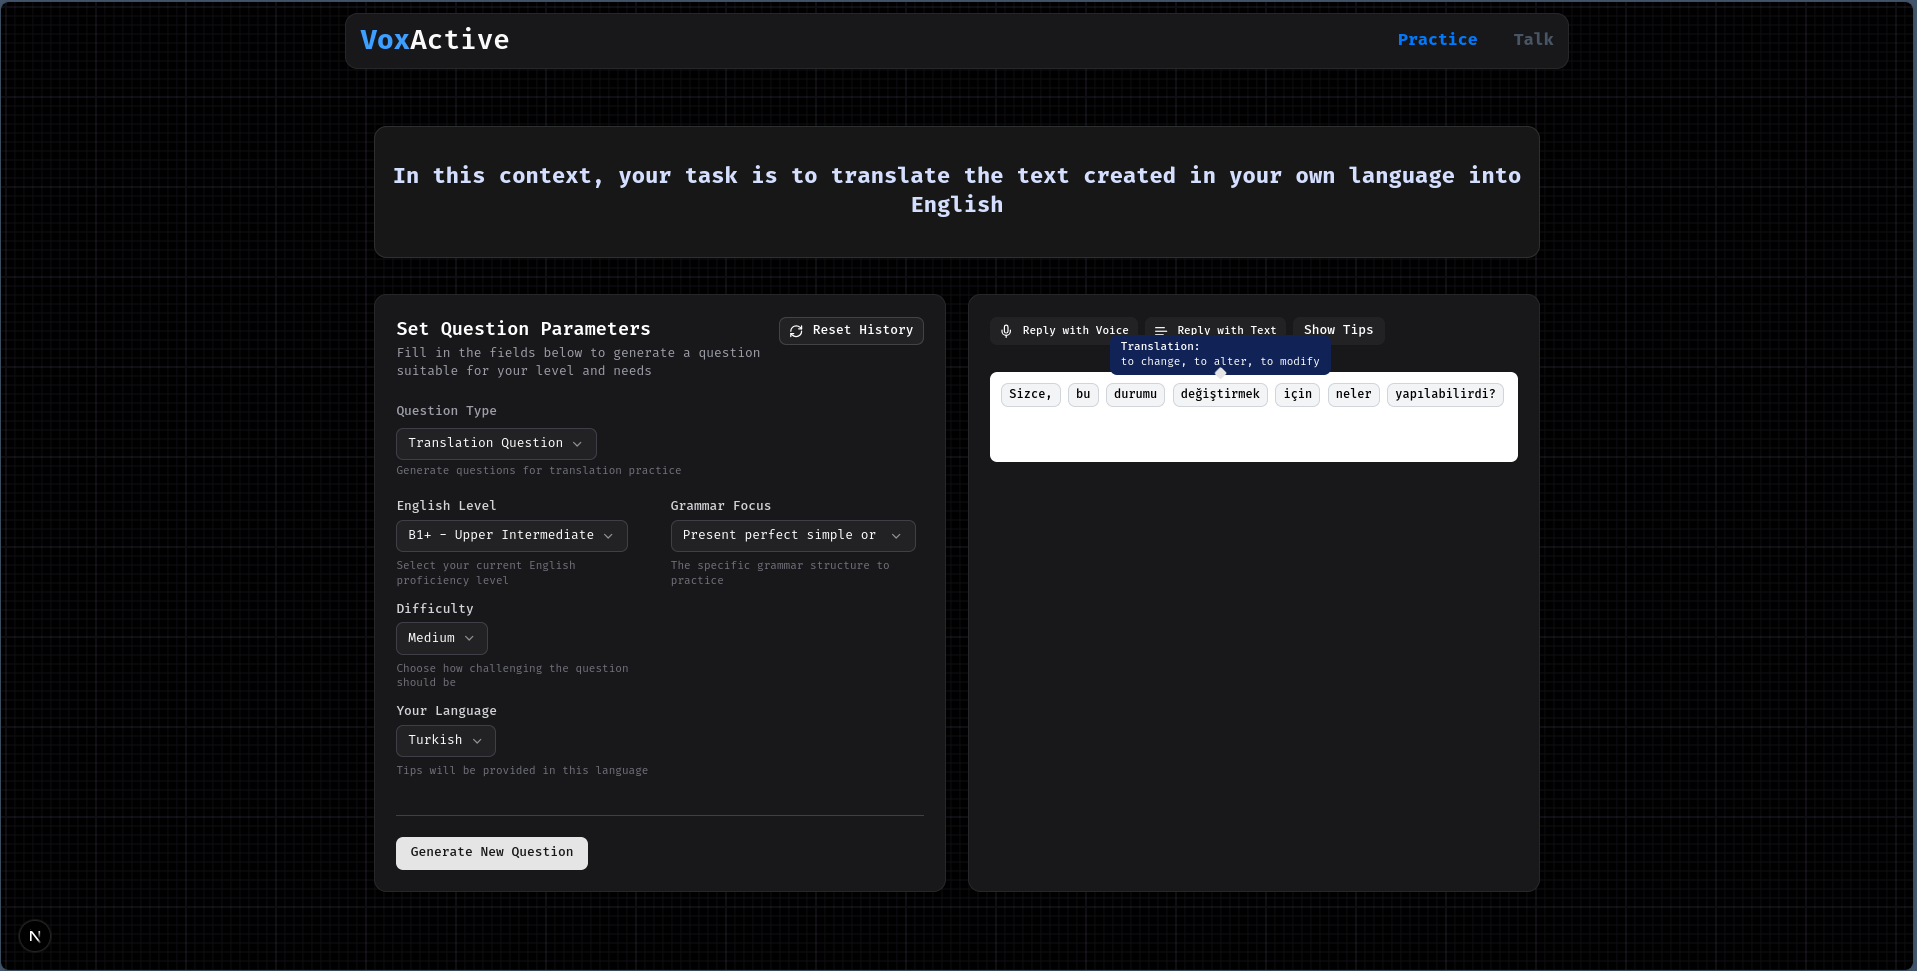 VoxActive
Practice
Talk
In this context, your task is to translate the text created in your own language into
English
Set Question Parameters
Reset History
Fill in the fields below to generate a question
suitable for your level and needs
Question Type
Translation Question
Generate questions for translation practice
English Level
B1+ - Upper Intermediate
Select your current English
proficiency level
Grammar Focus
Present perfect simple or
The specific grammar structure to
practice
Difficulty
Medium
Choose how challenging the question
should be
Your Language
Turkish
Tips will be provided in this language
Generate New Question
Reply with Voice
Reply with Text
Show Tips
Translation:
to change, to alter, to modify
Sizce, bu durumu değiştirmek için neler yapılabilirdi?
N